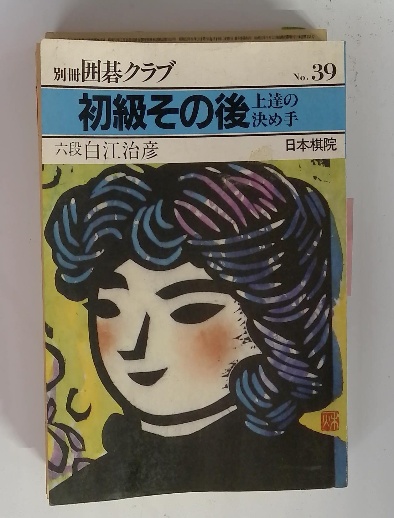 別冊囲碁クラブ
No. 39
初級その後
上達の
決め手
六段 白江治彦
日本棋院